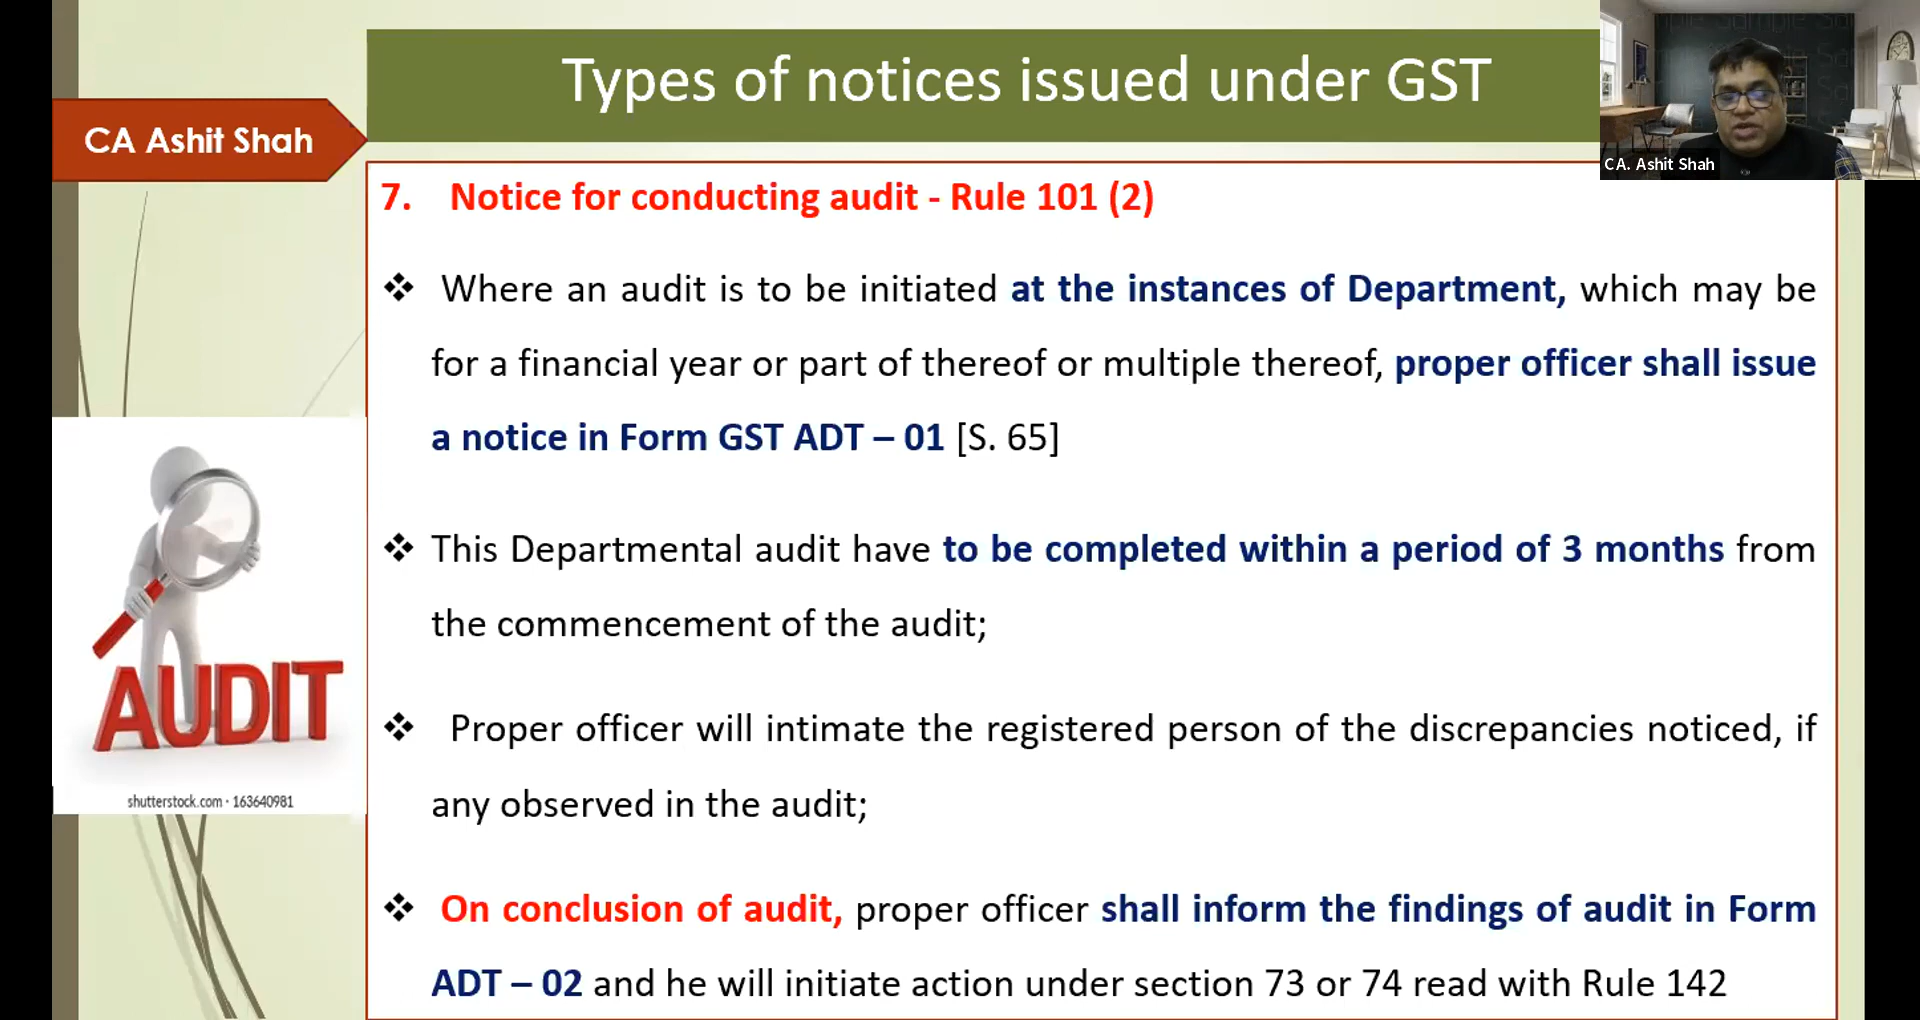 Types of notices issued under GST
CA Ashit Shah
CA. Ashit Shah
7. Notice for conducting audit - Rule 101 (2)
❖ Where an audit is to be initiated at the instances of Department, which may be
for a financial year or part of thereof or multiple thereof, proper officer shall issue
a notice in Form GST ADT – 01 [S. 65]
❖ This Departmental audit have to be completed within a period of 3 months from
the commencement of the audit;
❖ Proper officer will intimate the registered person of the discrepancies noticed, if
any observed in the audit;
❖ On conclusion of audit, proper officer shall inform the findings of audit in Form
ADT – 02 and he will initiate action under section 73 or 74 read with Rule 142
AUDIT
shutterstock.com · 163640981